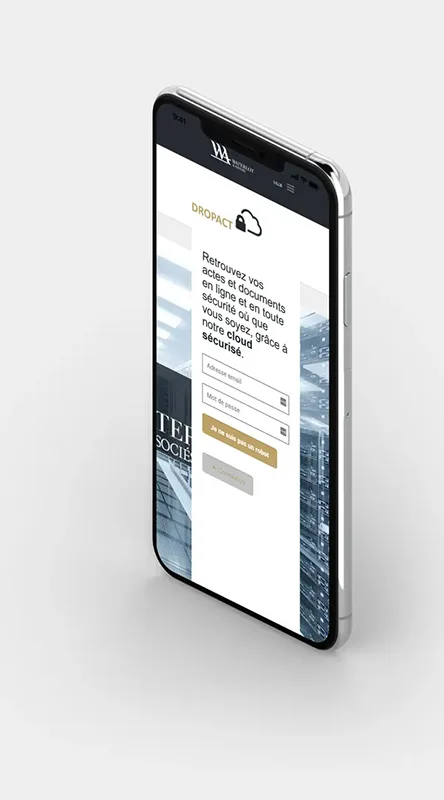 9:41
WATERLOT
MENU
DROPACT
Retrouvez vos
actes et documents
en ligne et en toute
sécurité où que
vous soyez, grâce à
notre cloud
sécurisé.
Adresse email
Mot de passe
Je ne suis pas un robot
Connexion
TER
SOCIÉ